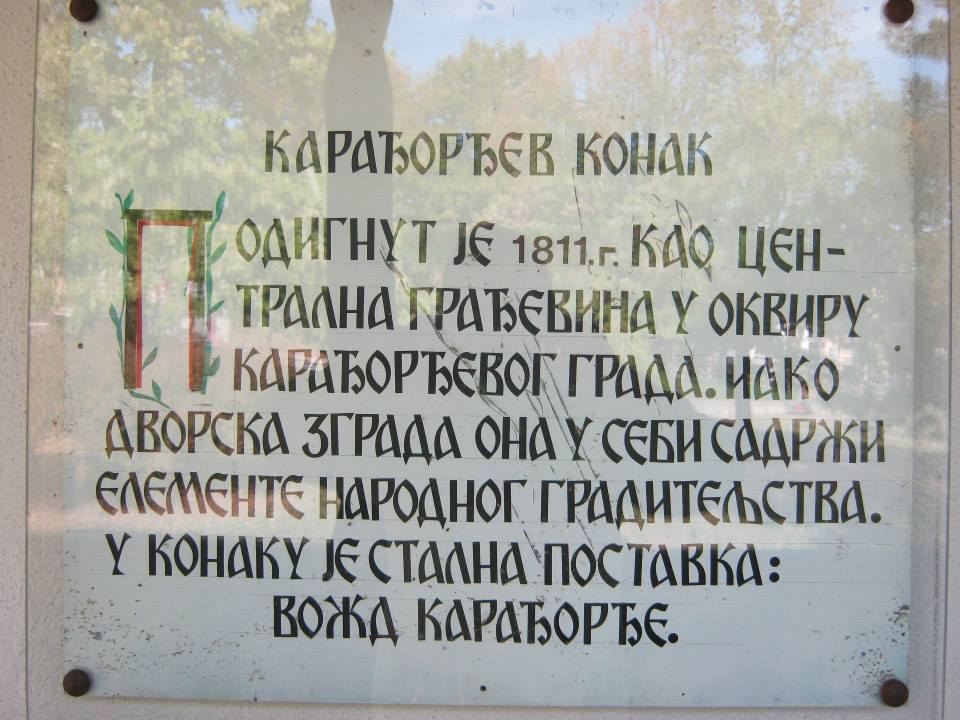 КАРАЂОРЂЕВ КОНАК
ПОДИГНУТ ЈЕ 1811.г. КАО ЦЕН-
ТРАЛНА ГРАЂЕВИНА У ОКВИРУ
КАРАЂОРЂЕВОГ ГРАДА. ИАКО
ДВОРСКА ЗГРАДА ОНА У СЕБИ САДРЖИ
ЕЛЕМЕНТЕ НАРОДНОГ ГРАДИТЕЉСТВА.
У КОНАКУ ЈЕ СТАЛНА ПОСТАВКА:
ВОЖД КАРАЂОРЂЕ.